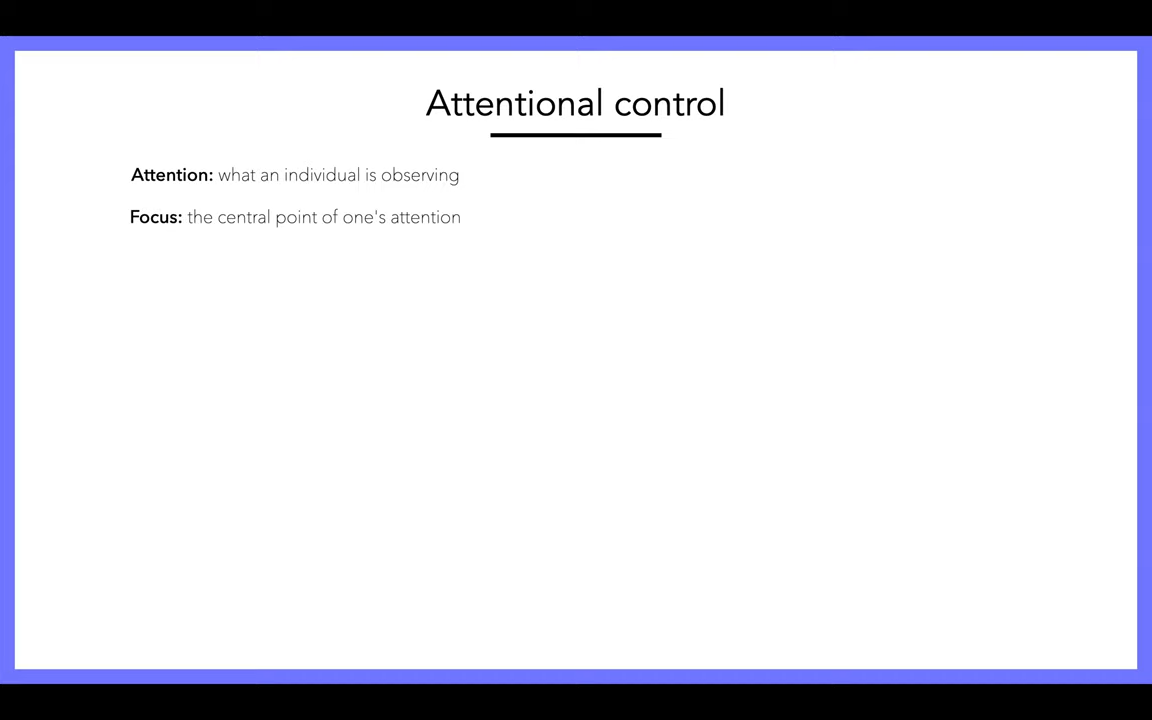 Attentional control
Attention: what an individual is observing
Focus: the central point of one's attention